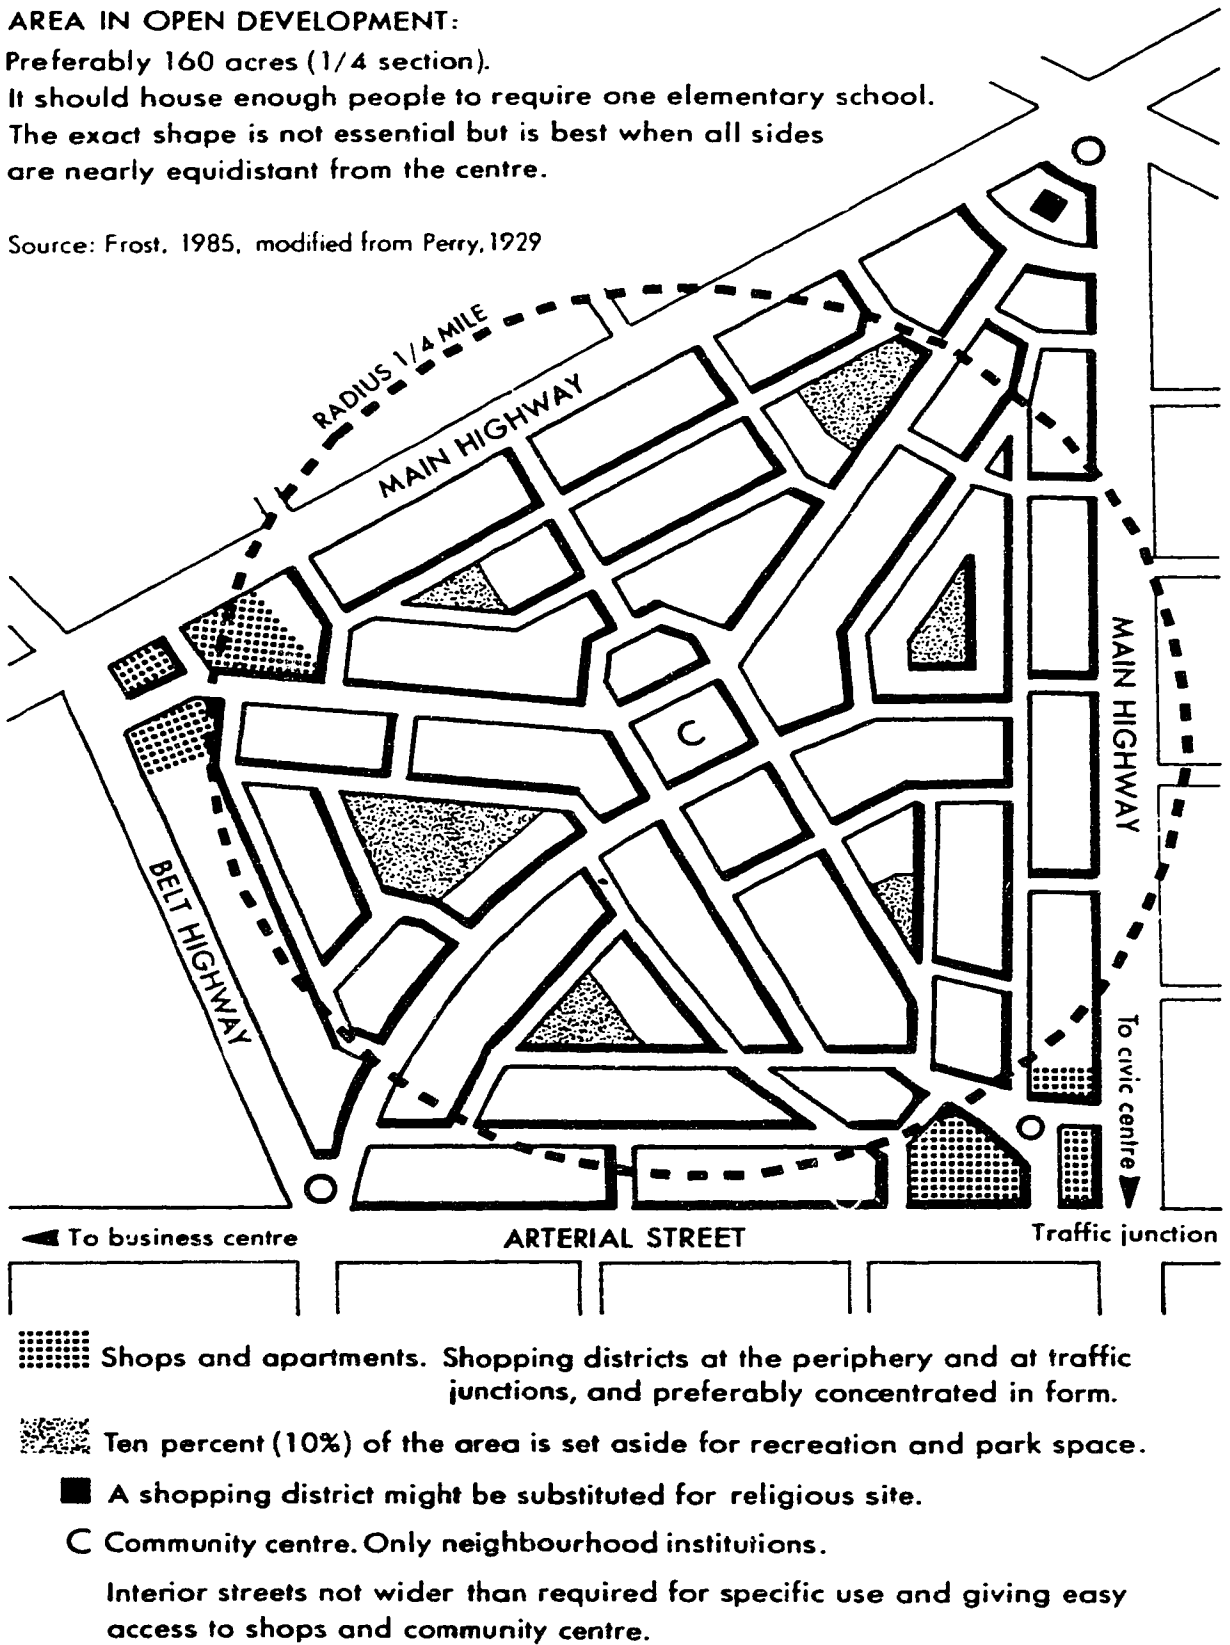 AREA IN OPEN DEVELOPMENT:
Preferably 160 acres (1/4 section).
It should house enough people to require one elementary school.
The exact shape is not essential but is best when all sides
are nearly equidistant from the centre.
Source: Frost, 1985, modified from Perry, 1929
RADIUS 1/4 MILE
MAIN HIGHWAY
MAIN HIGHWAY
C
BELT HIGHWAY
To civic centre
To business centre
ARTERIAL STREET
Traffic junction
Shops and apartments. Shopping districts at the periphery and at traffic
junctions, and preferably concentrated in form.
Ten percent (10%) of the area is set aside for recreation and park space.
A shopping district might be substituted for religious site.
C Community centre. Only neighbourhood institutions.
Interior streets not wider than required for specific use and giving easy
access to shops and community centre.